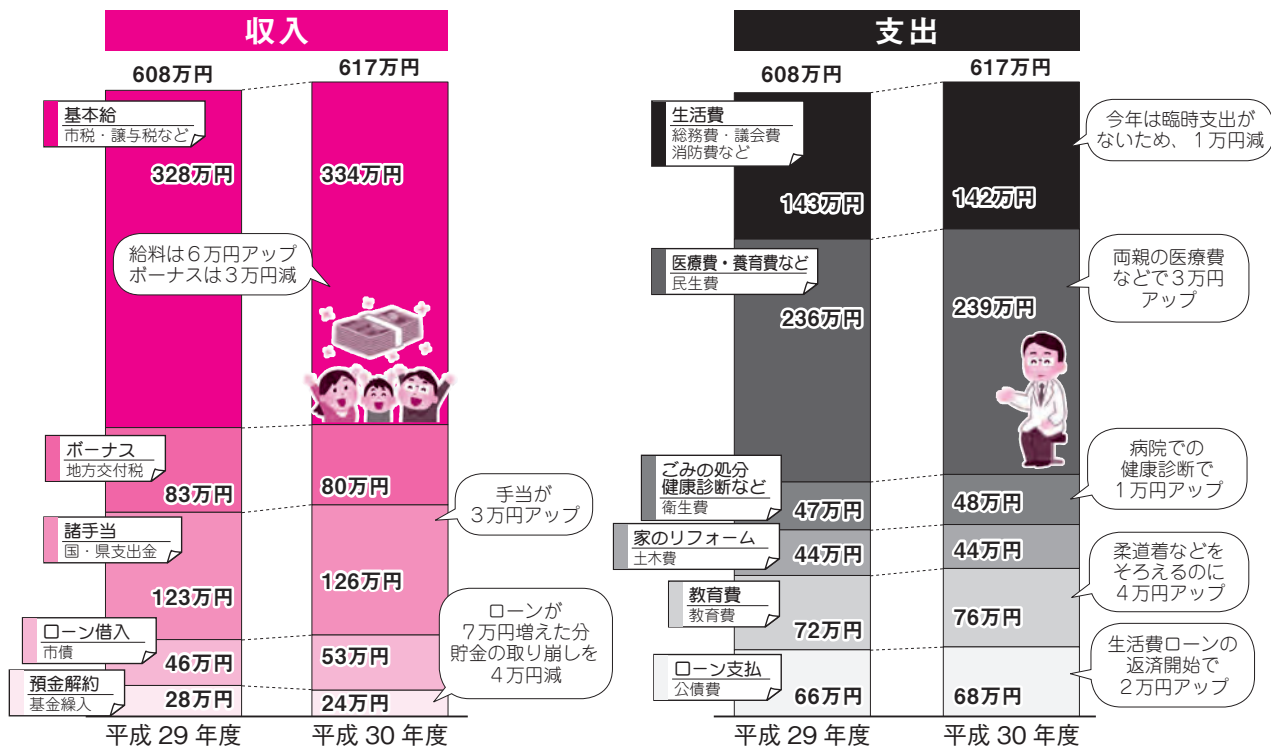 収入
608万円
617万円
基本給
市税・譲与税など
328万円
334万円
給料は６万円アップ
ボーナスは３万円減
ボーナス
地方交付税
83万円
80万円
手当が
３万円アップ
諸手当
国・県支出金
123万円
126万円
ローンが
７万円増えた分
貯金の取り崩しを
４万円減
ローン借入
市債
46万円
53万円
預金解約
基金繰入
28万円
24万円
平成 29 年度
平成 30 年度
支出
608万円
617万円
生活費
総務費・議会費
消防費など
143万円
142万円
今年は臨時支出が
ないため、１万円減
医療費・養育費など
民生費
236万円
239万円
両親の医療費
などで３万円
アップ
ごみの処分
健康診断など
衛生費
47万円
48万円
病院での
健康診断で
１万円アップ
家のリフォーム
土木費
44万円
44万円
教育費
教育費
72万円
76万円
柔道着などを
そろえるのに
４万円アップ
ローン支払
公債費
66万円
68万円
生活費ローンの
返済開始で
２万円アップ
平成 29 年度
平成 30 年度